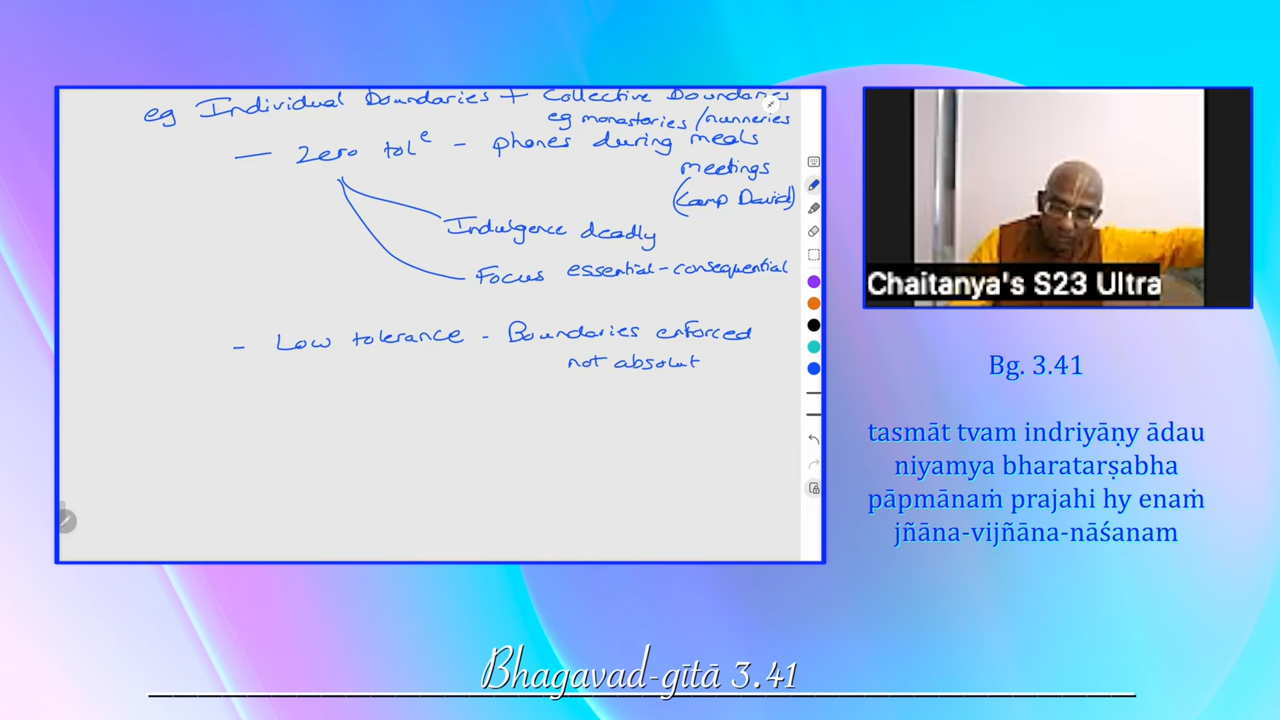 eg Individual Boundaries + Collective Boundaries
eg monasteries/nunneries
— Zero tolᵉ - phones during meals
meetings
(Camp David)
Indulgence deadly
Focus essential-consequential
- Low tolerance - Boundaries enforced
not absolut
Chaitanya's S23 Ultra
Bg. 3.41
tasmāt tvam indriyāṇy ādau
niyamya bharatarṣabha
pāpmānaṁ prajahi hy enaṁ
jñāna-vijñāna-nāśanam
Bhagavad-gītā 3.41